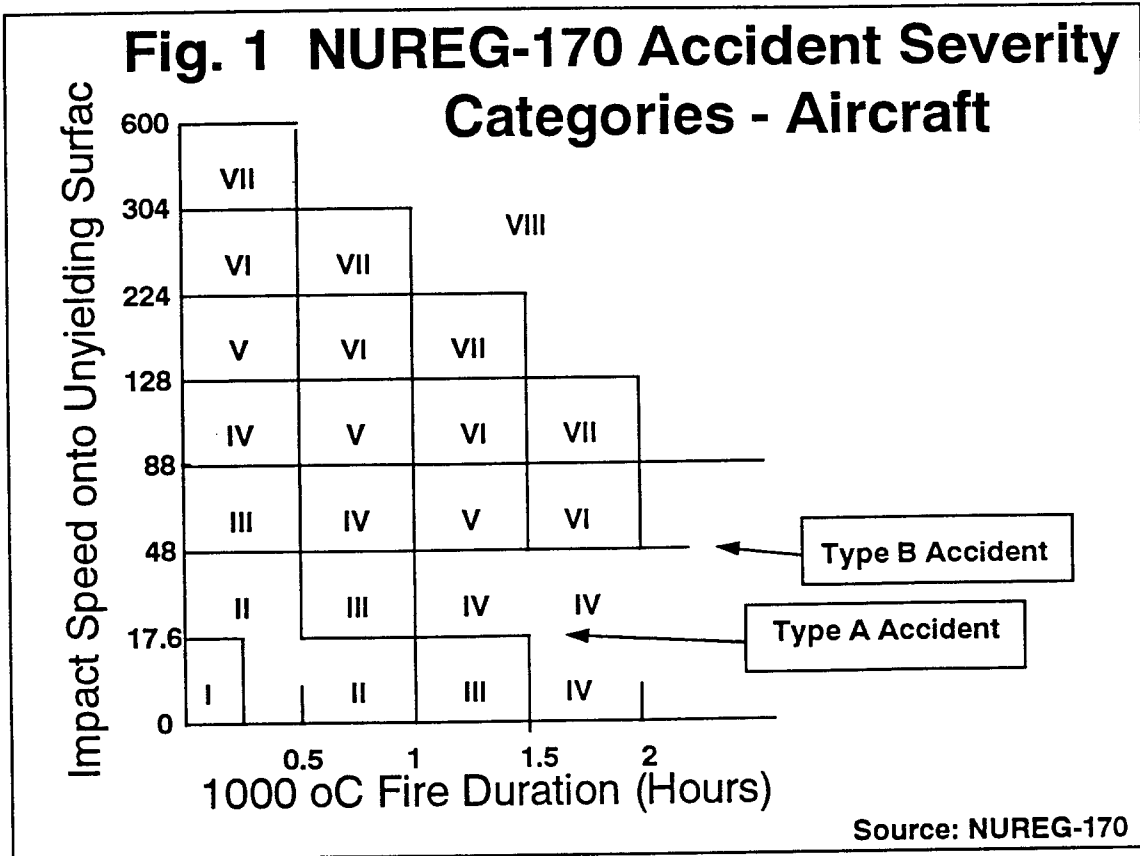 Fig. 1 NUREG-170 Accident Severity
Categories - Aircraft
Impact Speed onto Unyielding Surfac
600
VII
304
VIII
VI VII
224
V VI VII
128
IV V VI VII
88
III IV V VI
48
Type B Accident
II III IV IV
17.6
Type A Accident
I II III IV
0
0.5 1 1.5 2
1000 oC Fire Duration (Hours)
Source: NUREG-170